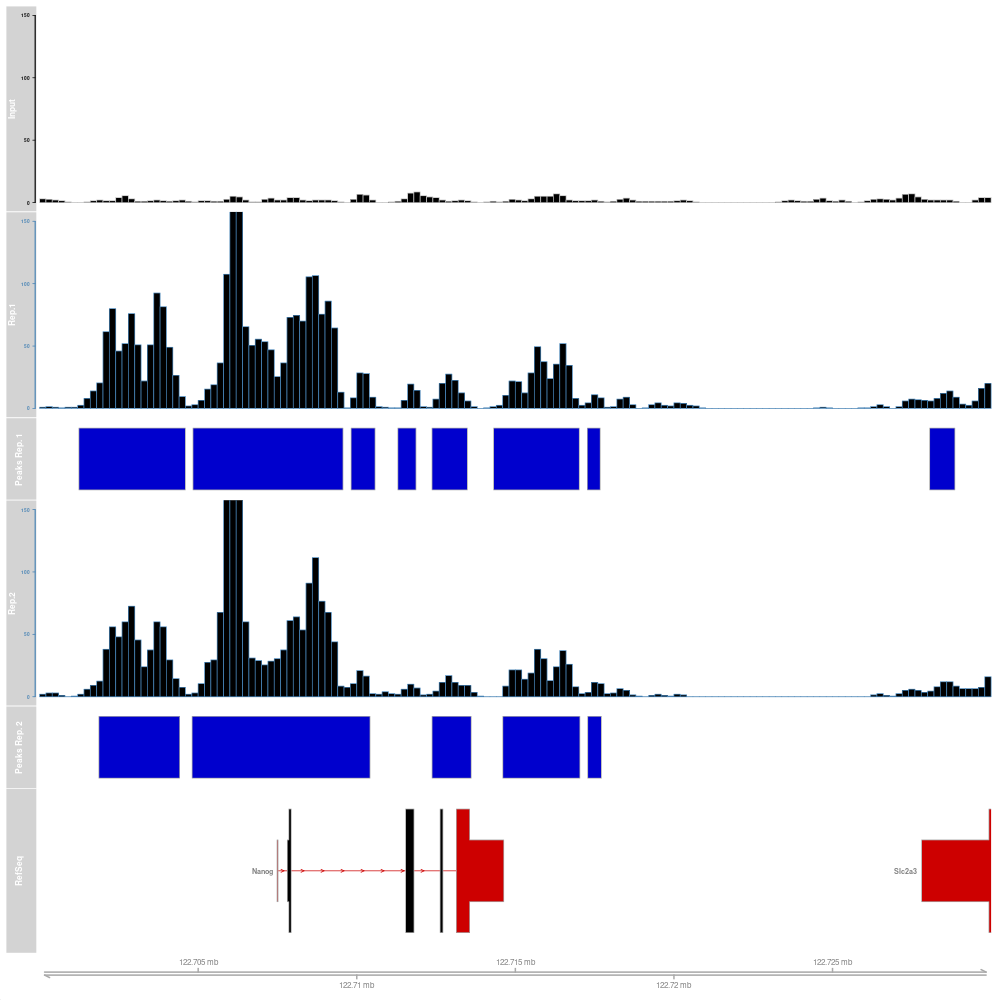 Input
150
100
50
0
Rep.1
150
100
50
0
Peaks Rep. 1
Rep.2
150
100
50
0
Peaks Rep. 2
RefSeq
Nanog
Slc2a3
122.705 mb
122.715 mb
122.725 mb
122.71 mb
122.72 mb